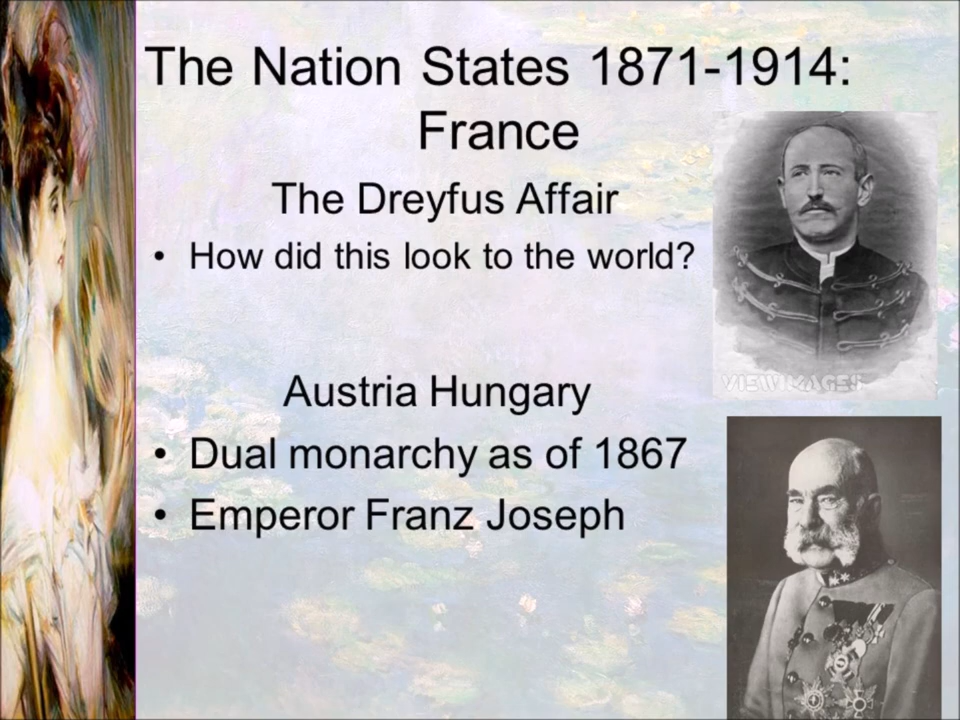 The Nation States 1871-1914:
France
The Dreyfus Affair
• How did this look to the world?
VIEWIMAGES
Austria Hungary
• Dual monarchy as of 1867
• Emperor Franz Joseph